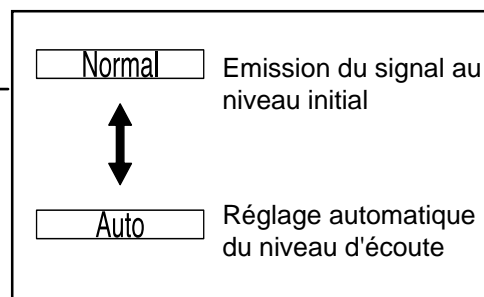 Normal
Emission du signal au
niveau initial
Auto
Réglage automatique
du niveau d'écoute